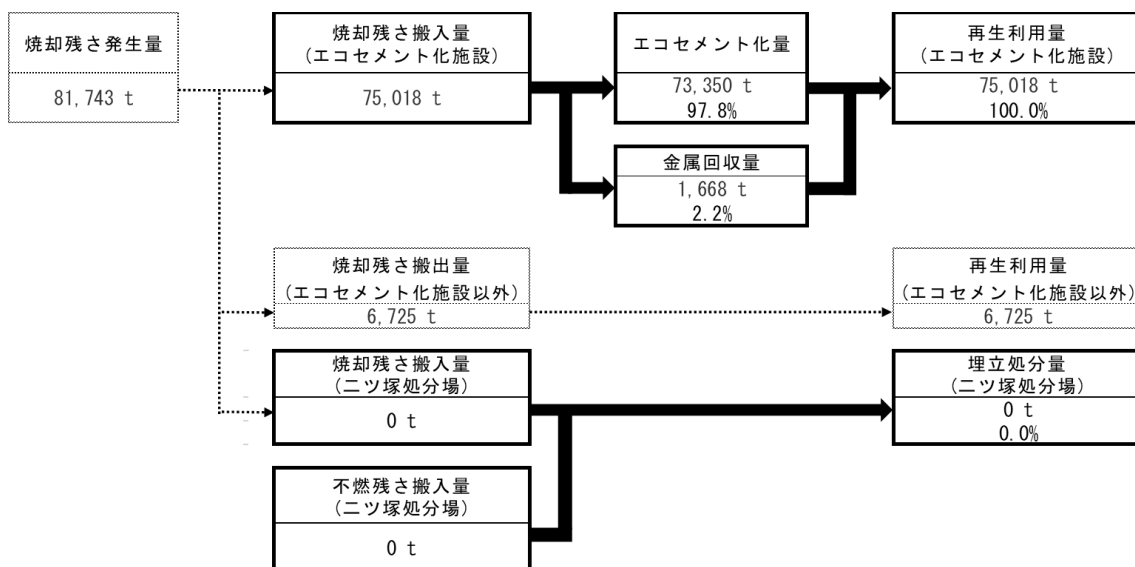 焼却残さ発生量
81,743 t
焼却残さ搬入量
(エコセメント化施設)
75,018 t
エコセメント化量
73,350 t
97.8%
金属回収量
1,668 t
2.2%
再生利用量
(エコセメント化施設)
75,018 t
100.0%
焼却残さ搬出量
(エコセメント化施設以外)
6,725 t
再生利用量
(エコセメント化施設以外)
6,725 t
焼却残さ搬入量
(二ツ塚処分場)
0 t
埋立処分量
(二ツ塚処分場)
0 t
0.0%
不燃残さ搬入量
(二ツ塚処分場)
0 t